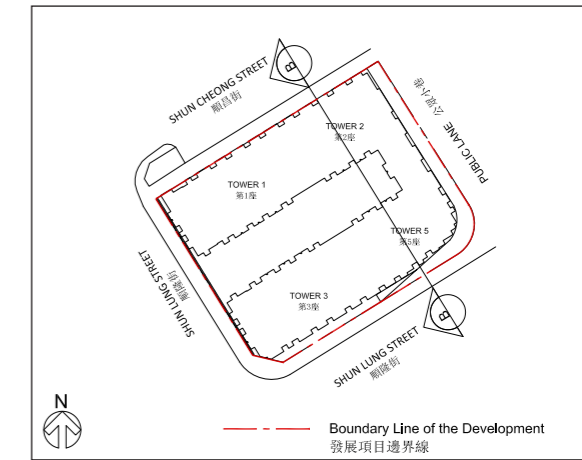 SHUN CHEONG STREET
順昌街
B
TOWER 2
第2座
公眾小巷
PUBLIC LANE
TOWER 1
第1座
TOWER 5
第5座
SHUN LUNG STREET
順隆街
TOWER 3
第3座
B
SHUN LUNG STREET
順隆街
N
Boundary Line of the Development
發展項目邊界線